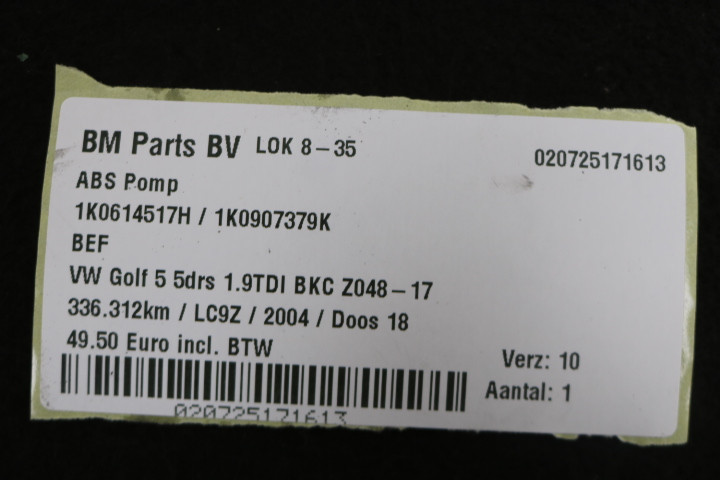 BM Parts BV LOK 8-35 020725171613
ABS Pomp
1K0614517H / 1K0907379K
BEF
VW Golf 5 5drs 1.9TDI BKC Z048-17
336.312km / LC9Z / 2004 / Doos 18
49.50 Euro incl. BTW
Verz: 10
Aantal: 1
020725171613